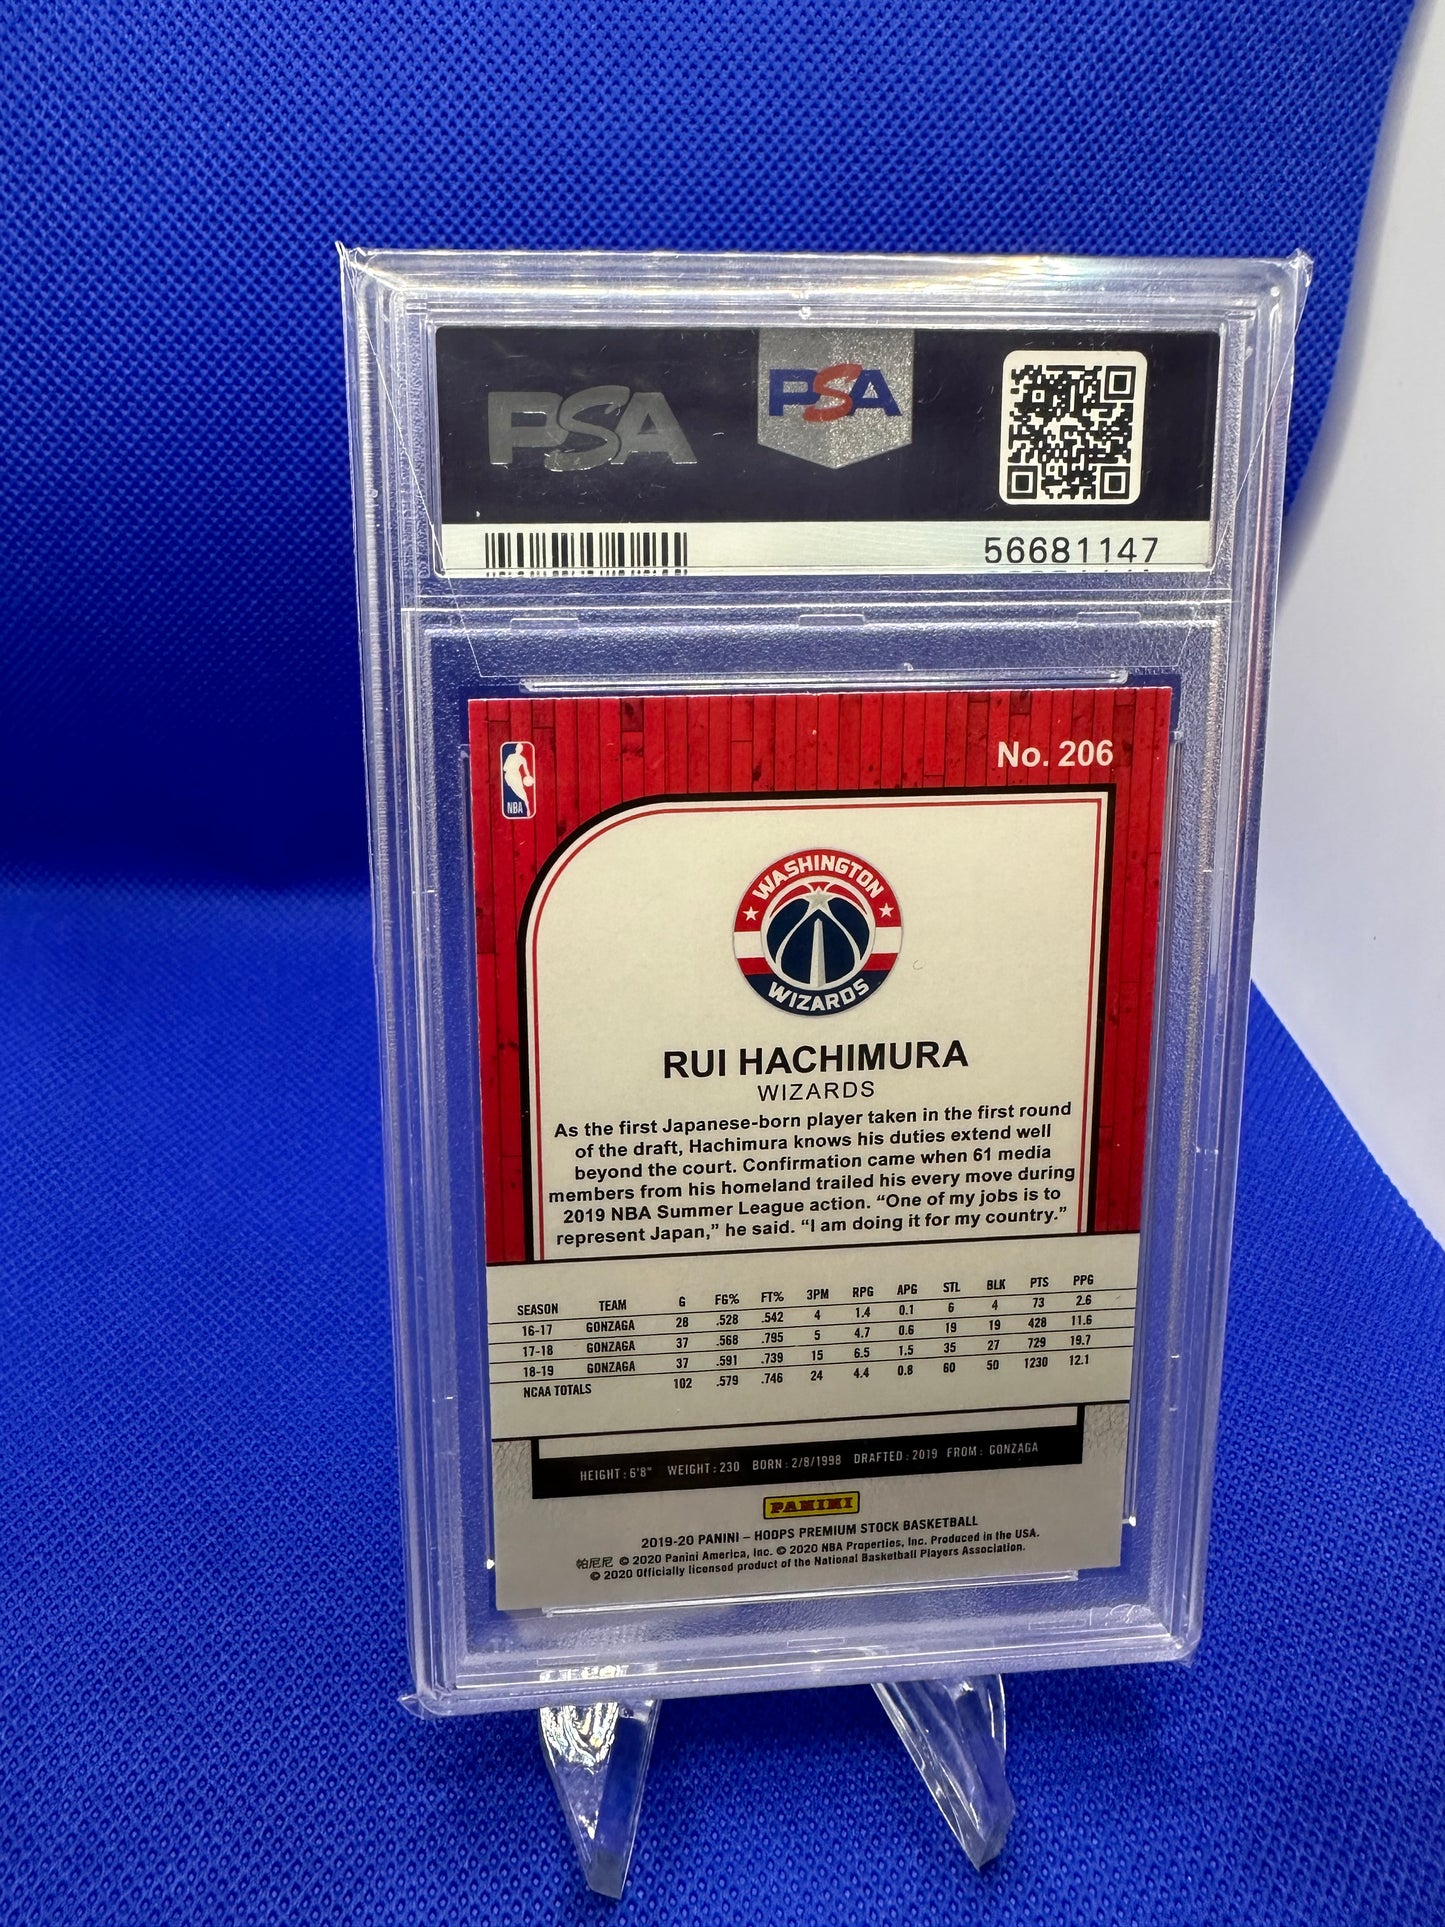 PSA
PSA
56681147
No. 206
NBA
WASHINGTON
WIZARDS
RUI HACHIMURA
WIZARDS
As the first Japanese-born player taken in the first round
of the draft, Hachimura knows his duties extend well
beyond the court. Confirmation came when 61 media
members from his homeland trailed his every move during
2019 NBA Summer League action. “One of my jobs is to
represent Japan,” he said. “I am doing it for my country.”
SEASON TEAM G FG% FT% 3PM RPG APG STL BLK PTS PPG
16-17 GONZAGA 28 .528 .542 4 1.4 0.1 6 4 73 2.6
17-18 GONZAGA 37 .568 .795 5 4.7 0.6 19 19 428 11.6
18-19 GONZAGA 37 .591 .739 15 6.5 1.5 35 27 729 19.7
NCAA TOTALS 102 .579 .746 24 4.4 0.8 60 50 1230 12.1
HEIGHT : 6'8" WEIGHT : 230 BORN : 2/8/1998 DRAFTED : 2019 FROM : GONZAGA
PANINI
2019-20 PANINI – HOOPS PREMIUM STOCK BASKETBALL
帕尼尼 © 2020 Panini America, Inc. © 2020 NBA Properties, Inc. Produced in the USA.
© 2020 Officially licensed product of the National Basketball Players Association.